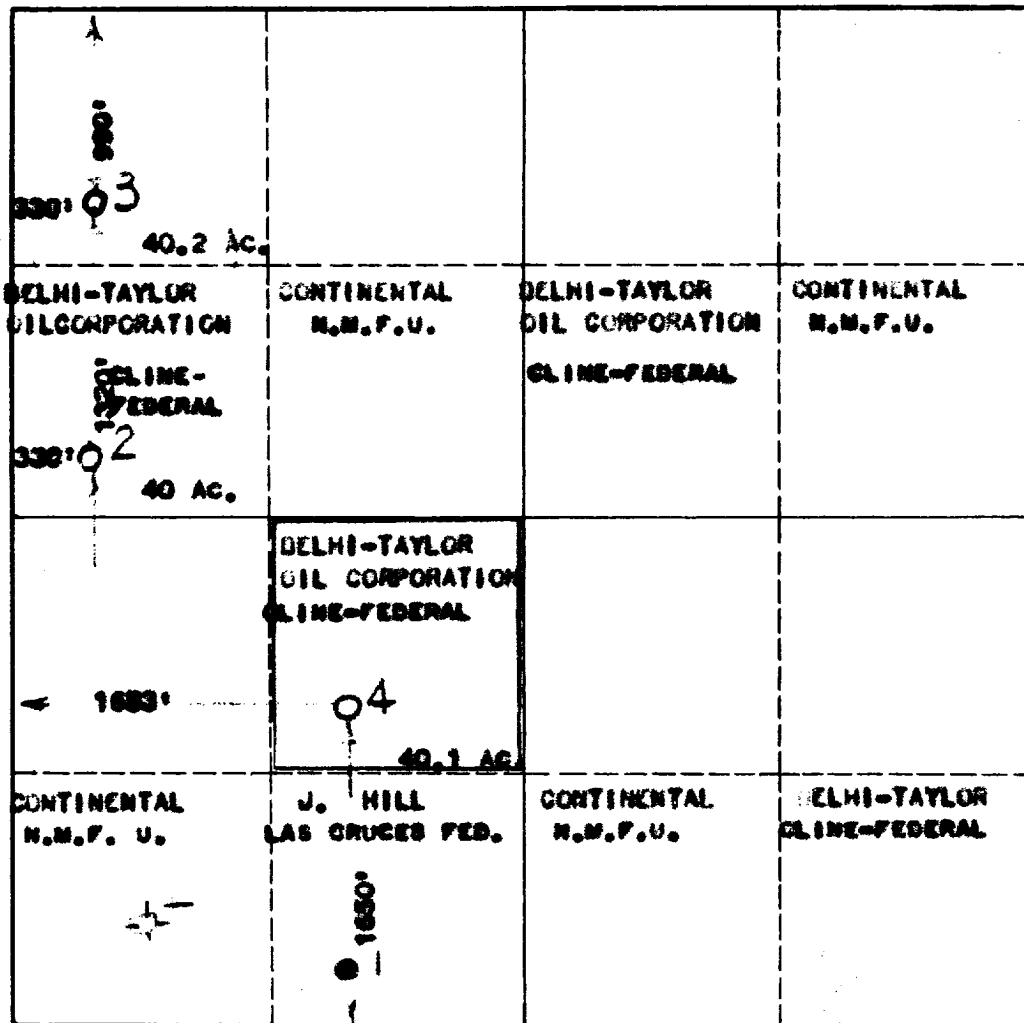 330'
3
40.2 AC.
DELHI-TAYLOR
OIL CORPORATION
CLINE-
FEDERAL
1320'
330'
2
40 AC.
CONTINENTAL
N.M.F.U.
DELHI-TAYLOR
OIL CORPORATION
CLINE-FEDERAL
CONTINENTAL
N.M.F.U.
DELHI-TAYLOR
OIL CORPORATION
CLINE-FEDERAL
1683'
4
40.1 AC.
CONTINENTAL
N.M.F. U.
J. HILL
LAS CRUCES FED.
1650'
1
CONTINENTAL
N.M.F.U.
DELHI-TAYLOR
CLINE-FEDERAL